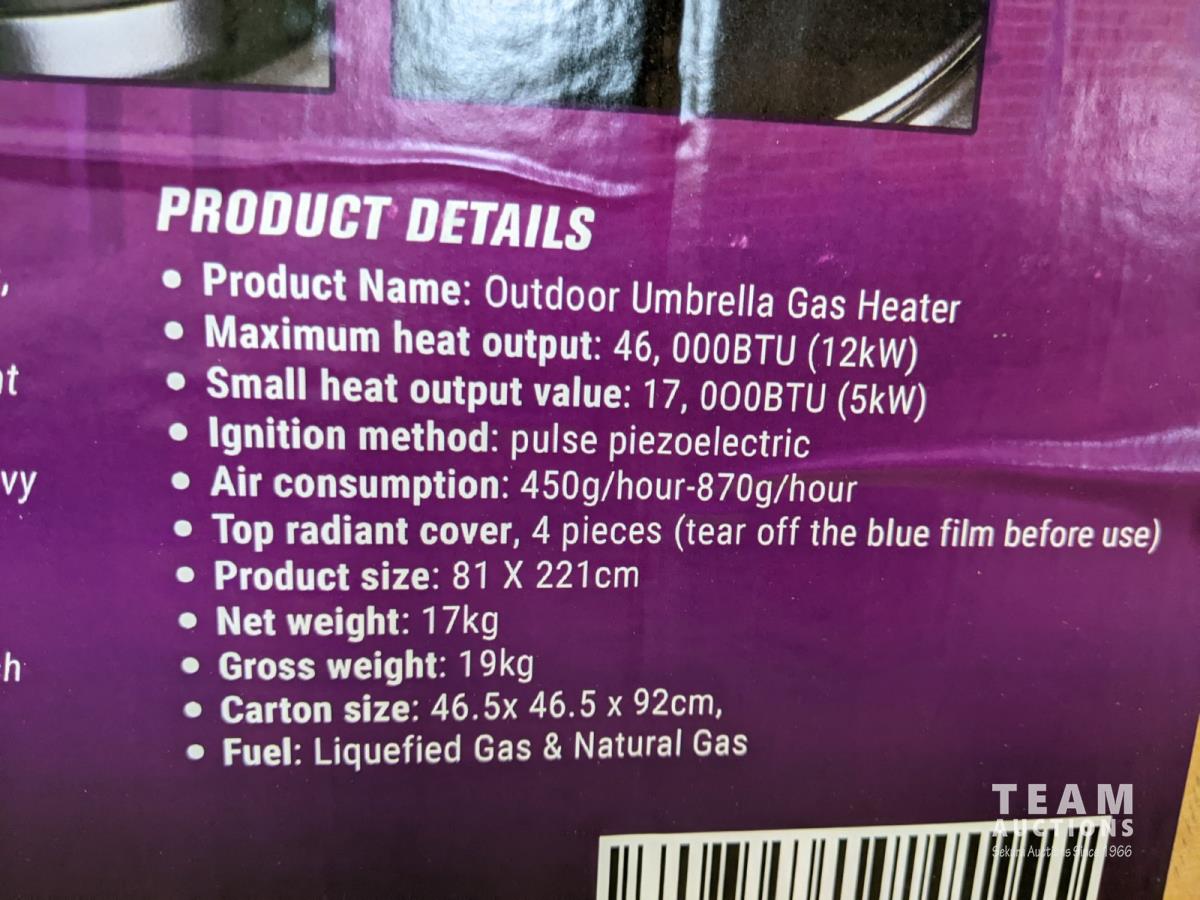 PRODUCT DETAILS
• Product Name: Outdoor Umbrella Gas Heater
• Maximum heat output: 46, 000BTU (12kW)
• Small heat output value: 17, 000BTU (5kW)
• Ignition method: pulse piezoelectric
• Air consumption: 450g/hour-870g/hour
• Top radiant cover, 4 pieces (tear off the blue film before use)
• Product size: 81 X 221cm
• Net weight: 17kg
• Gross weight: 19kg
• Carton size: 46.5x 46.5 x 92cm,
• Fuel: Liquefied Gas & Natural Gas
TEAM
AUCTIONS
Auctions Since 1966